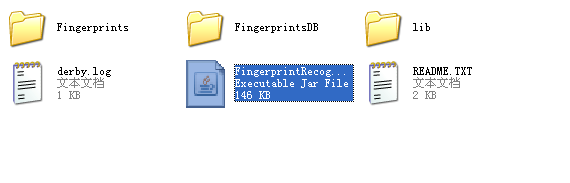 Fingerprints
FingerprintsDB
lib
derby.log
文本文档
1 KB
FingerprintRecog...
Executable Jar File
146 KB
README.TXT
文本文档
2 KB